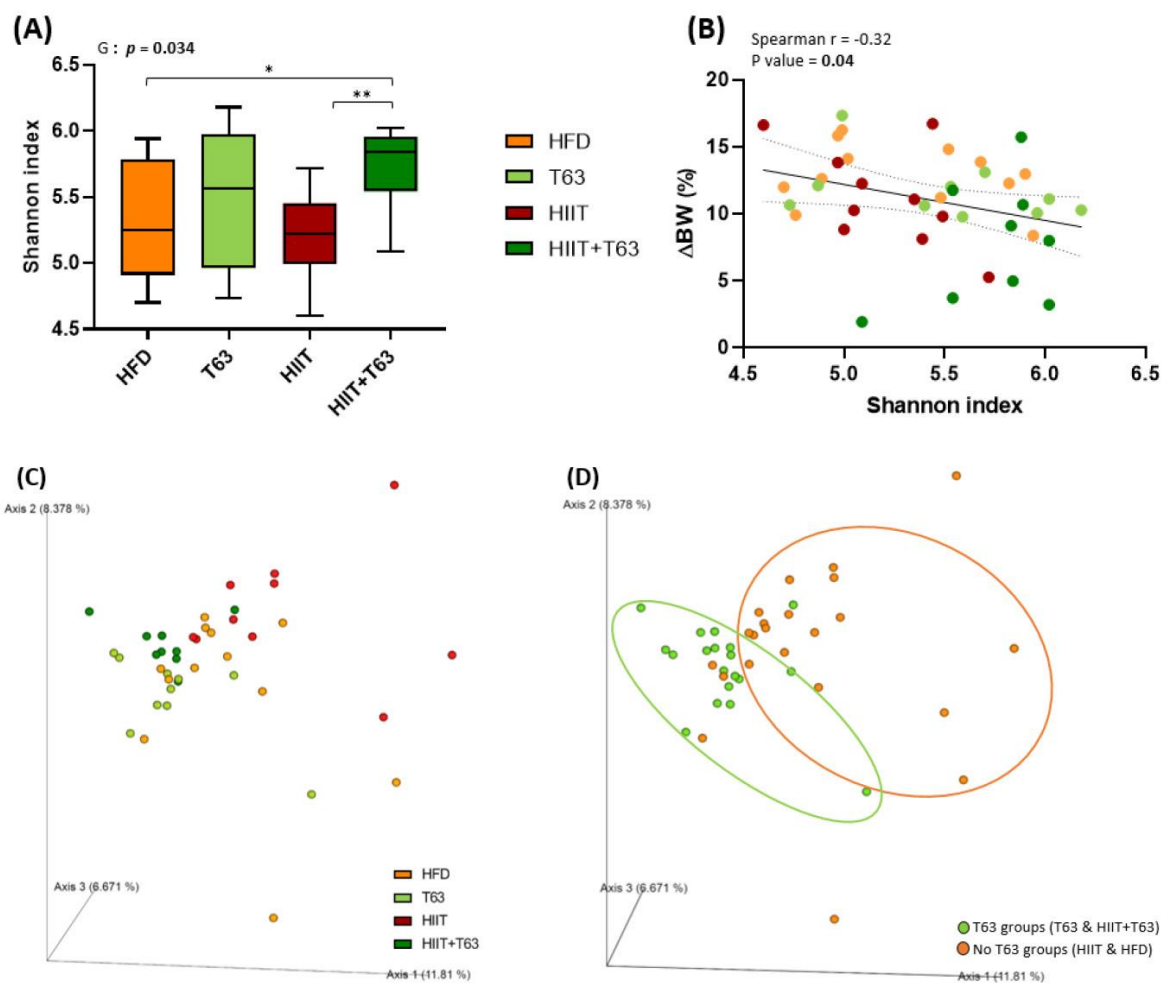 (A)
G : p = 0.034
6.5
6.0
5.5
5.0
4.5
Shannon index
*
**
HFD
T63
HIIT
HIIT+T63
HFD
T63
HIIT
HIIT+T63
(B)
Spearman r = -0.32
P value = 0.04
20
15
10
5
0
ΔBW (%)
4.5 5.0 5.5 6.0 6.5
Shannon index
(C)
Axis 2 (8.378 %)
Axis 3 (6.671 %)
Axis 1 (11.81 %)
HFD
T63
HIIT
HIIT+T63
(D)
Axis 2 (8.378 %)
Axis 3 (6.671 %)
Axis 1 (11.81 %)
T63 groups (T63 & HIIT+T63)
No T63 groups (HIIT & HFD)